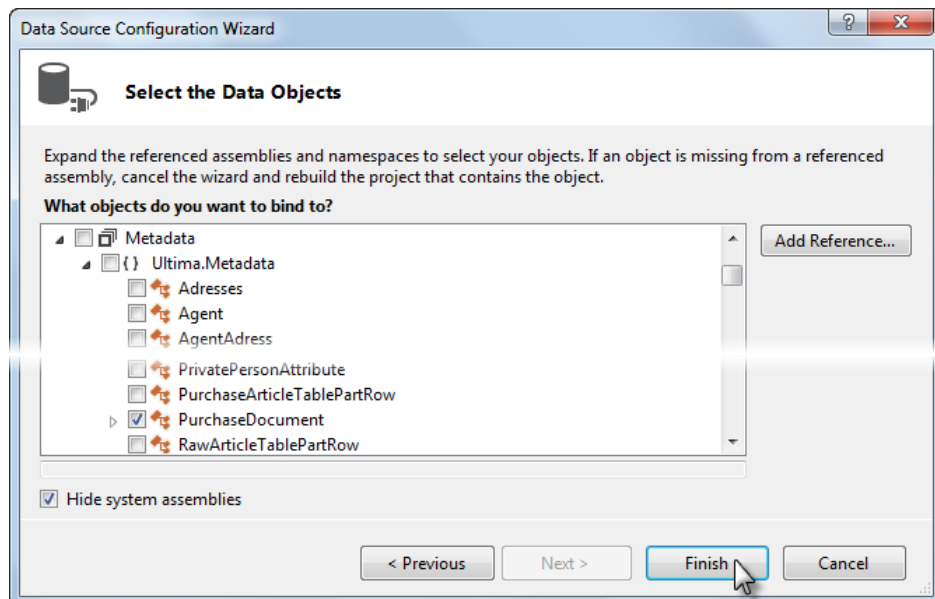 Data Source Configuration Wizard
?
Select the Data Objects
Expand the referenced assemblies and namespaces to select your objects. If an object is missing from a referenced
assembly, cancel the wizard and rebuild the project that contains the object.
What objects do you want to bind to?
Metadata
Add Reference...
{ } Ultima.Metadata
Adresses
Agent
AgentAdress
PrivatePersonAttribute
PurchaseArticleTablePartRow
PurchaseDocument
RawArticleTablePartRow
Hide system assemblies
< Previous
Next >
Finish
Cancel